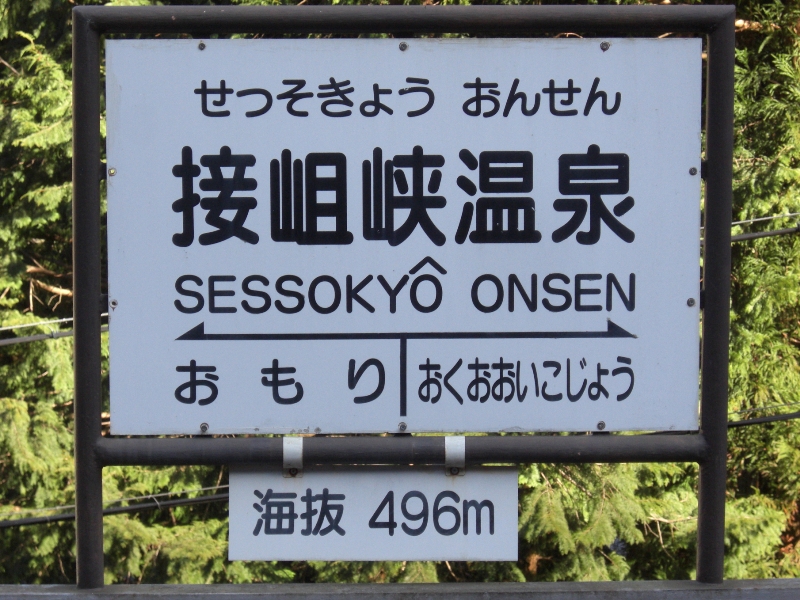 せっそきょう おんせん
接岨峡温泉
SESSOKYÔ ONSEN
おもり おくおおいこじょう
海抜 496m